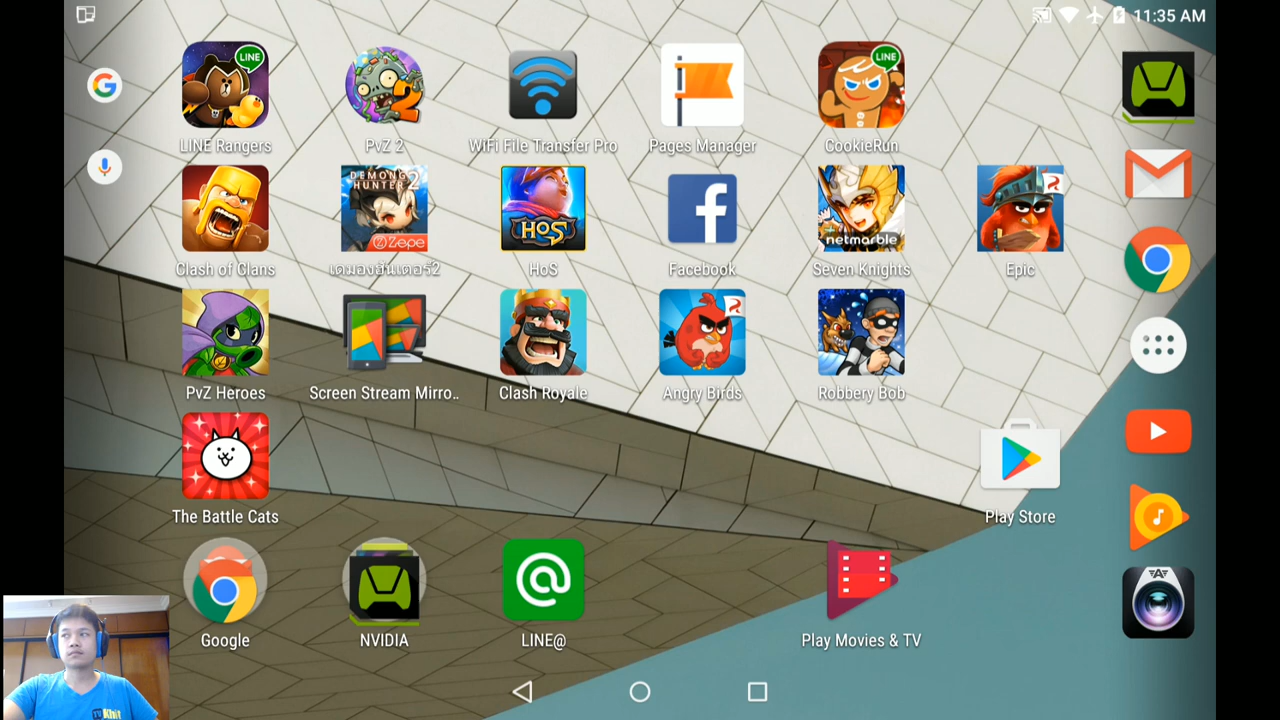 11:35 AM
LINE
LINE
2
LINE Rangers
PvZ 2
WiFi File Transfer Pro
Pages Manager
CookieRun
DEMONG
HUNTER 2
Zepe
HOS
netmarble
Clash of Clans
เดมองฮันเตอร์2
HoS
Facebook
Seven Knights
Epic
PvZ Heroes
Screen Stream Mirro..
Clash Royale
Angry Birds
Robbery Bob
The Battle Cats
Play Store
Google
NVIDIA
LINE@
Play Movies & TV